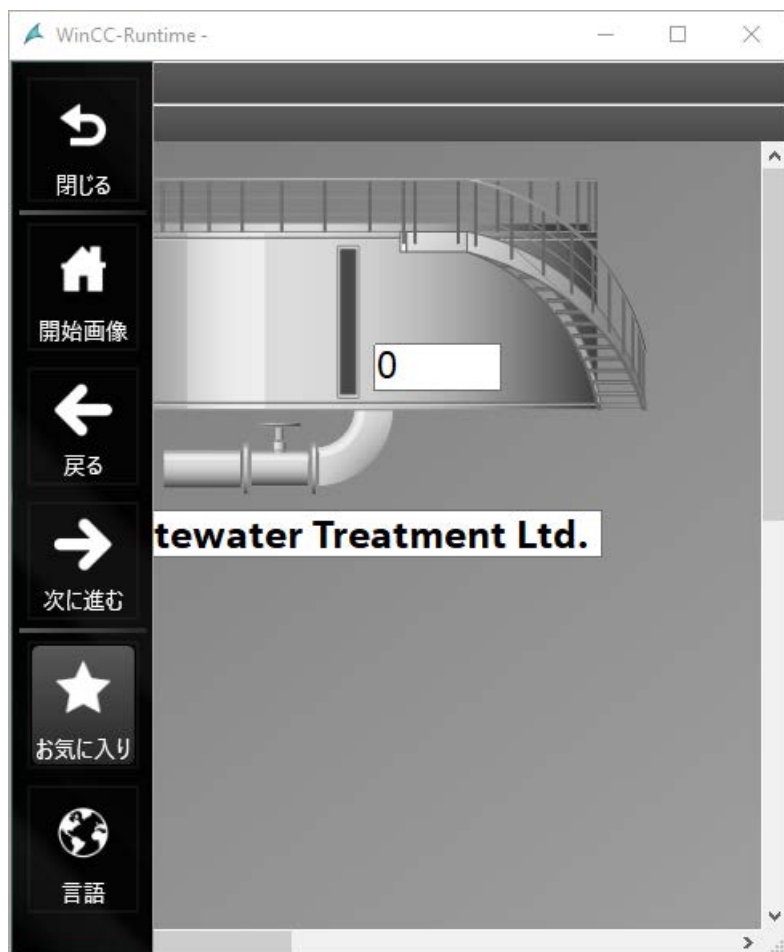 WinCC-Runtime -
閉じる
開始画像
戻る
次に進む
お気に入り
言語
0
tewater Treatment Ltd.